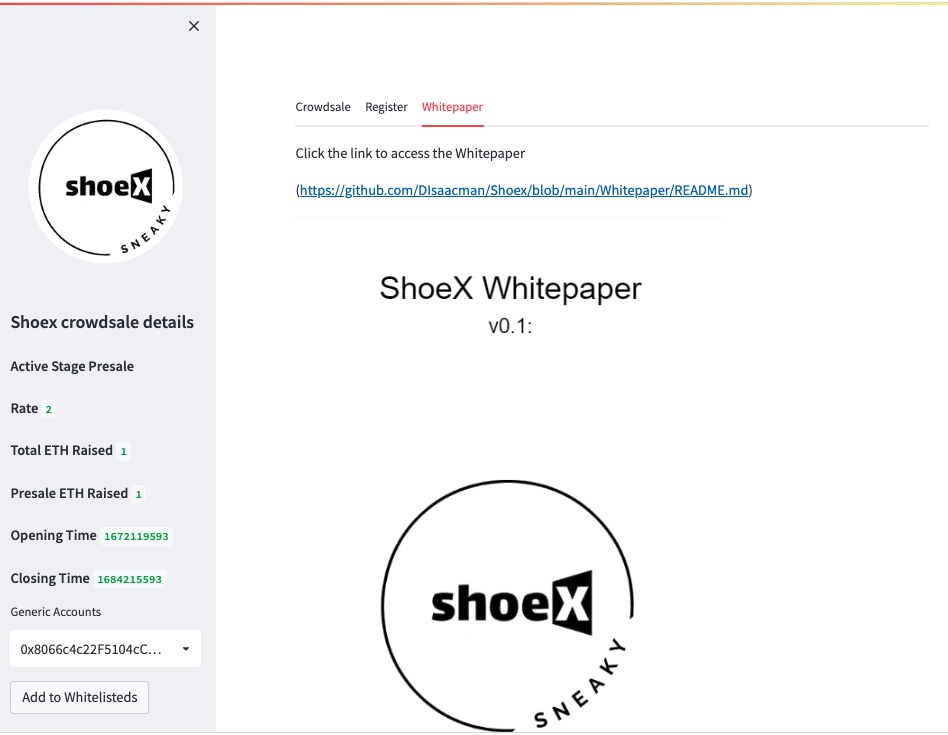 shoeX
SNEAKY
Shoex crowdsale details
Active Stage Presale
Rate 2
Total ETH Raised 1
Presale ETH Raised 1
Opening Time 1672119593
Closing Time 1684215593
Generic Accounts
0x8066c4c22F5104cC...
Add to Whitelisteds
Crowdsale Register Whitepaper
Click the link to access the Whitepaper
(https://github.com/DIsaacman/Shoex/blob/main/Whitepaper/README.md)
ShoeX Whitepaper
v0.1:
shoeX
SNEAKY